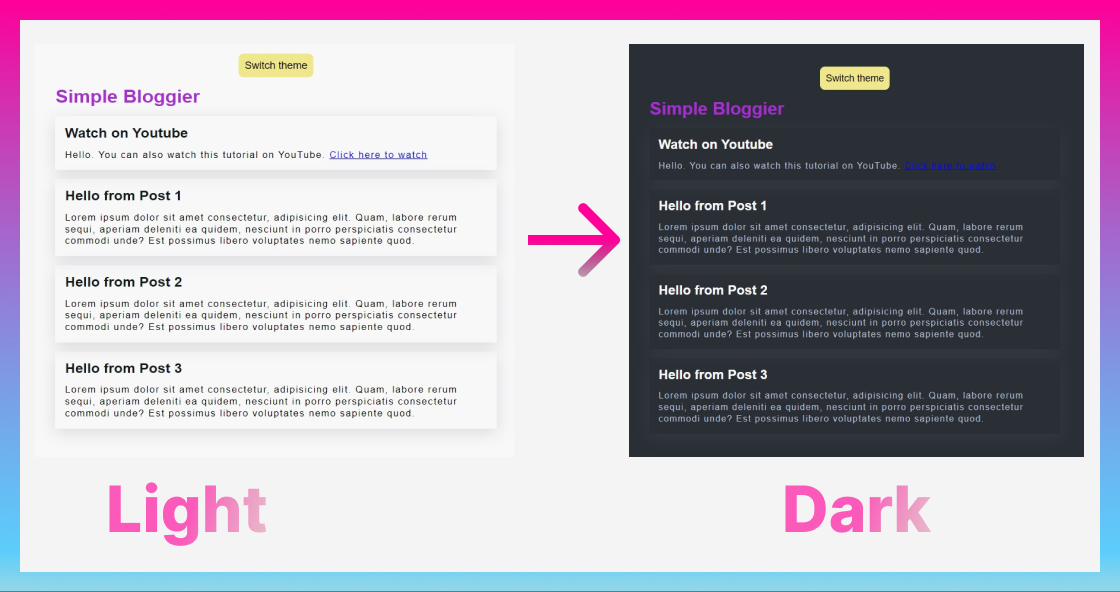 Switch theme
Simple Bloggier
Watch on Youtube
Hello. You can also watch this tutorial on YouTube. Click here to watch
Hello from Post 1
Lorem ipsum dolor sit amet consectetur, adipisicing elit. Quam, labore rerum
sequi, aperiam deleniti ea quidem, nesciunt in porro perspiciatis consectetur
commodi unde? Est possimus libero voluptates nemo sapiente quod.
Hello from Post 2
Lorem ipsum dolor sit amet consectetur, adipisicing elit. Quam, labore rerum
sequi, aperiam deleniti ea quidem, nesciunt in porro perspiciatis consectetur
commodi unde? Est possimus libero voluptates nemo sapiente quod.
Hello from Post 3
Lorem ipsum dolor sit amet consectetur, adipisicing elit. Quam, labore rerum
sequi, aperiam deleniti ea quidem, nesciunt in porro perspiciatis consectetur
commodi unde? Est possimus libero voluptates nemo sapiente quod.
Light
Switch theme
Simple Bloggier
Watch on Youtube
Hello. You can also watch this tutorial on YouTube. Click here to watch
Hello from Post 1
Lorem ipsum dolor sit amet consectetur, adipisicing elit. Quam, labore rerum
sequi, aperiam deleniti ea quidem, nesciunt in porro perspiciatis consectetur
commodi unde? Est possimus libero voluptates nemo sapiente quod.
Hello from Post 2
Lorem ipsum dolor sit amet consectetur, adipisicing elit. Quam, labore rerum
sequi, aperiam deleniti ea quidem, nesciunt in porro perspiciatis consectetur
commodi unde? Est possimus libero voluptates nemo sapiente quod.
Hello from Post 3
Lorem ipsum dolor sit amet consectetur, adipisicing elit. Quam, labore rerum
sequi, aperiam deleniti ea quidem, nesciunt in porro perspiciatis consectetur
commodi unde? Est possimus libero voluptates nemo sapiente quod.
Dark